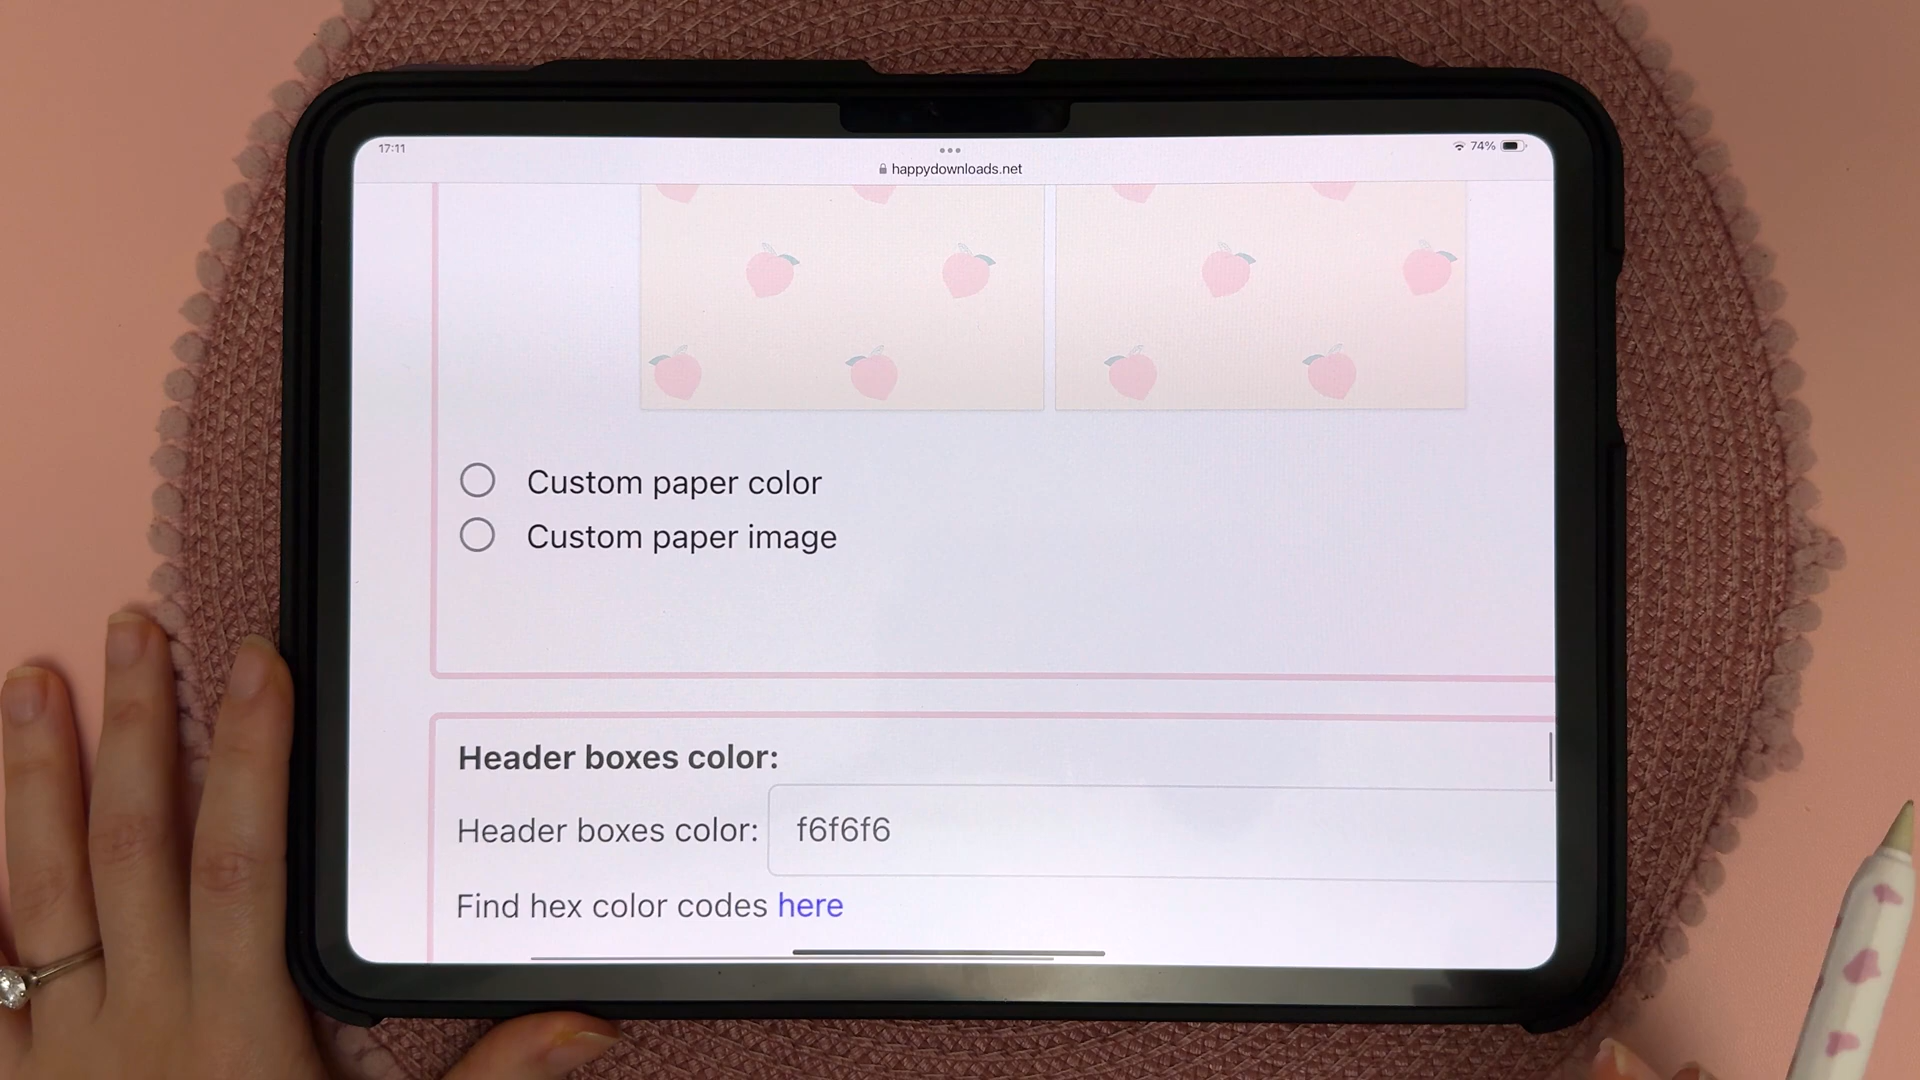 17:11
74%
happydownloads.net
Custom paper color
Custom paper image
Header boxes color:
Header boxes color: f6f6f6
Find hex color codes here